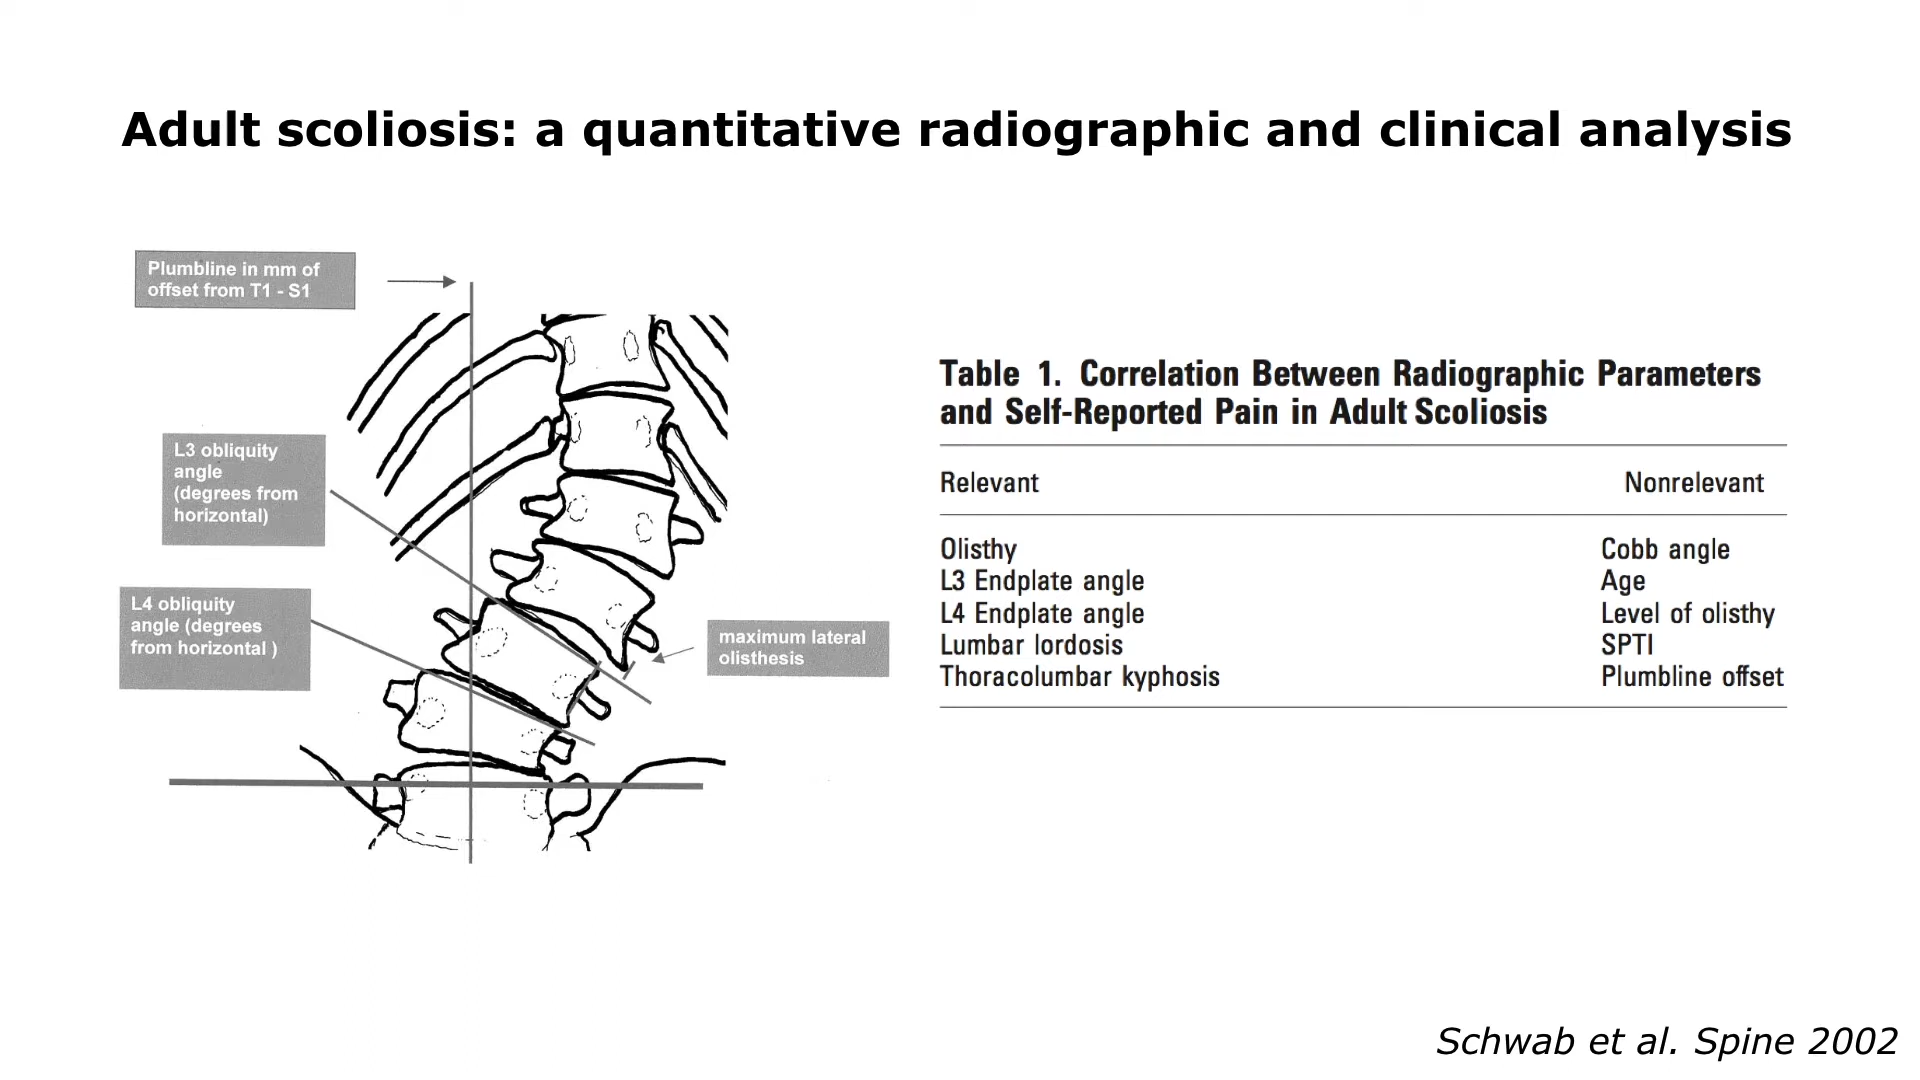 Adult scoliosis: a quantitative radiographic and clinical analysis
Plumbline in mm of
offset from T1 - S1
L3 obliquity
angle
(degrees from
horizontal)
L4 obliquity
angle (degrees
from horizontal )
maximum lateral
olisthesis
Table 1. Correlation Between Radiographic Parameters
and Self-Reported Pain in Adult Scoliosis
Relevant Nonrelevant
Olisthy Cobb angle
L3 Endplate angle Age
L4 Endplate angle Level of olisthy
Lumbar lordosis SPTI
Thoracolumbar kyphosis Plumbline offset
Schwab et al. Spine 2002